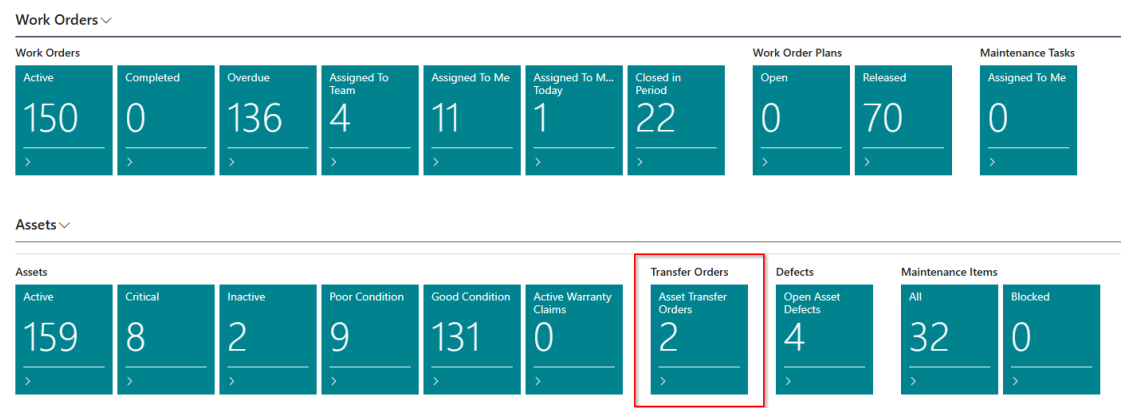 Work Orders
Work Orders
Work Order Plans
Maintenance Tasks
Active
Completed
Overdue
Assigned To
Team
Assigned To Me
Assigned To M...
Today
Closed in
Period
Open
Released
Assigned To Me
150
0
136
4
11
1
22
0
70
0
Assets
Assets
Transfer Orders
Defects
Maintenance Items
Active
Critical
Inactive
Poor Condition
Good Condition
Active Warranty
Claims
Asset Transfer
Orders
Open Asset
Defects
All
Blocked
159
8
2
9
131
0
2
4
32
0